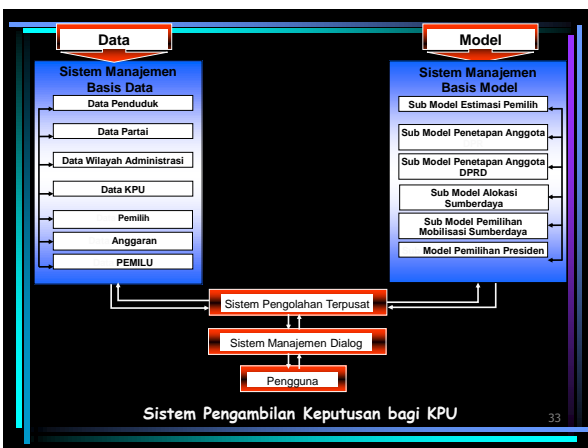 Data
Model
Sistem Manajemen
Basis Data
Data Penduduk
Data Partai
Data Wilayah Administrasi
Data KPU
Pemilih
Anggaran
PEMILU
Sistem Manajemen
Basis Model
Sub Model Estimasi Pemilih
Sub Model Penetapan Anggota
Sub Model Penetapan Anggota
DPRD
Sub Model Alokasi
Sumberdaya
Sub Model Pemilihan
Mobilisasi Sumberdaya
Model Pemilihan Presiden
Sistem Pengolahan Terpusat
Sistem Manajemen Dialog
Pengguna
Sistem Pengambilan Keputusan bagi KPU
33